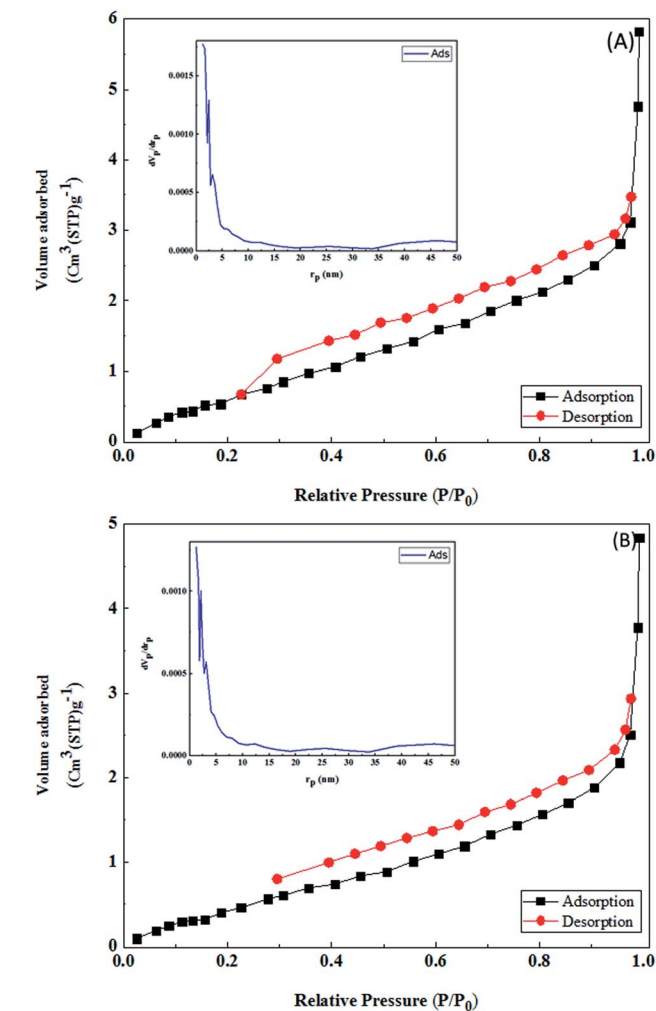 6
(A)
Ads
0.0015
5
0.0010
dVp/drp
4
0.0005
Volume adsorbed
(Cm3(STP)g-1)
0.0000
0 5 10 15 20 25 30 35 40 45 50
rp (nm)
3
2
1
Adsorption
Desorption
0
0.0 0.2 0.4 0.6 0.8 1.0
Relative Pressure (P/P0)
5
(B)
Ads
0.0010
4
dVp/drp
0.0005
3
Volume adsorbed
(Cm3(STP)g-1)
0.0000
0 5 10 15 20 25 30 35 40 45 50
rp (nm)
2
1
Adsorption
Desorption
0
0.0 0.2 0.4 0.6 0.8 1.0
Relative Pressure (P/P0)